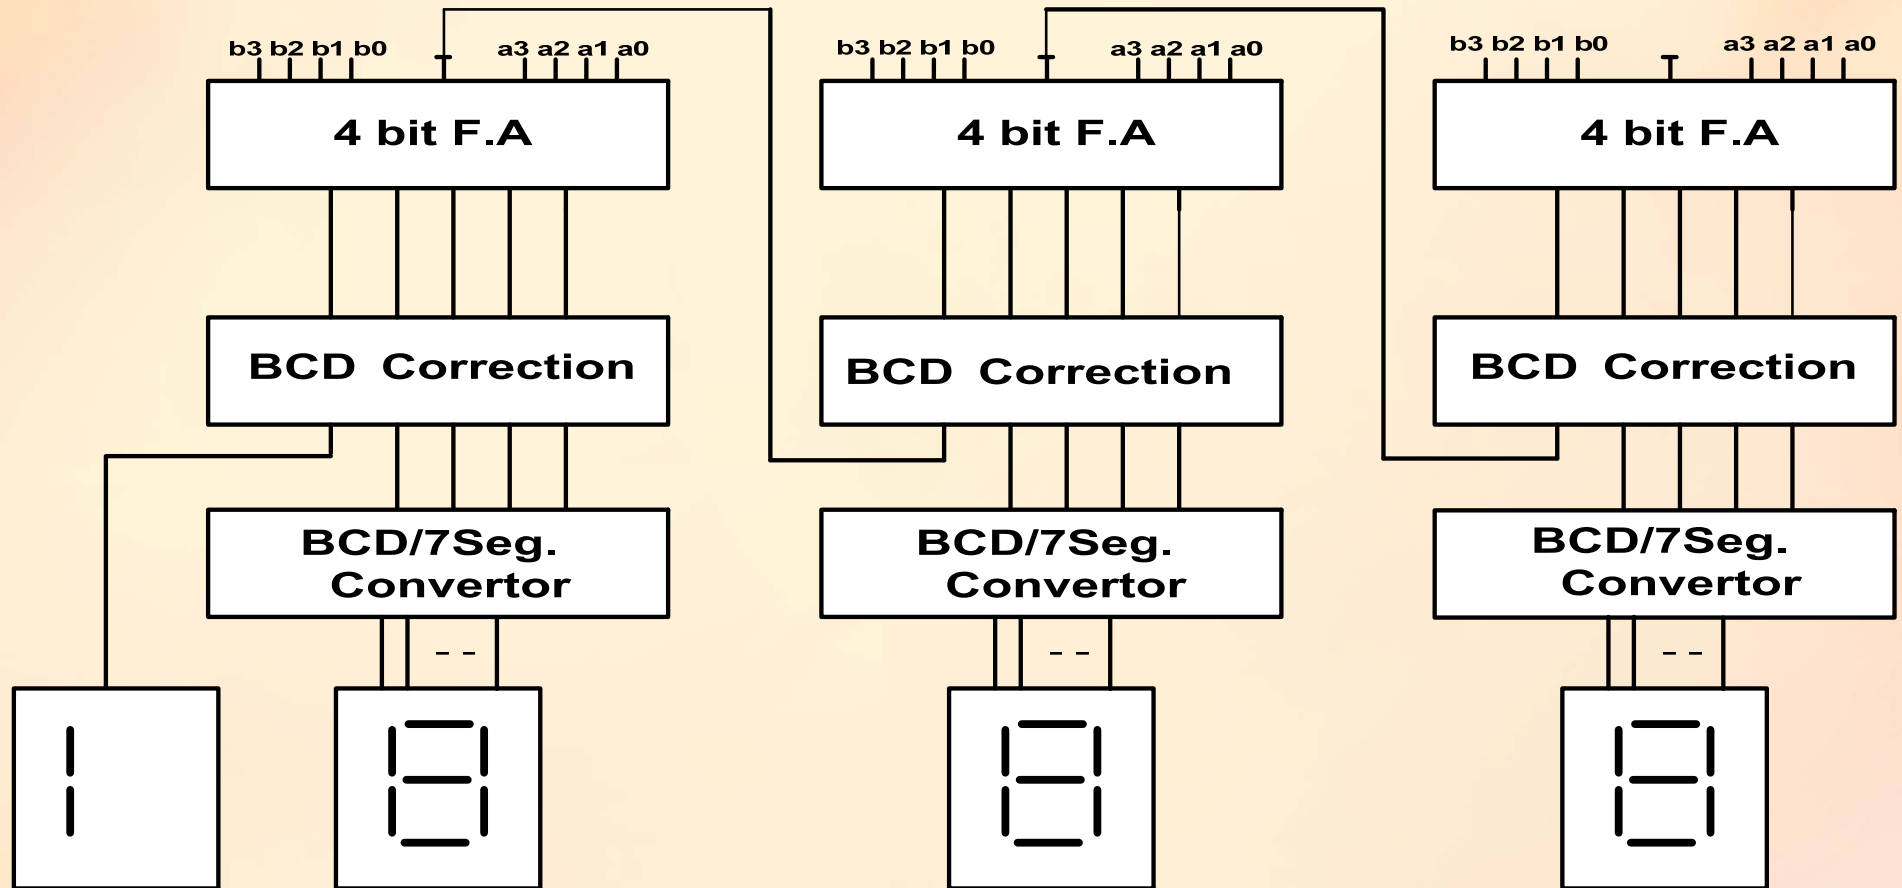 b3 b2 b1 b0 a3 a2 a1 a0 b3 b2 b1 b0 a3 a2 a1 a0 b3 b2 b1 b0 a3 a2 a1 a0
4 bit F.A 4 bit F.A 4 bit F.A
BCD Correction BCD Correction BCD Correction
BCD/7Seg. BCD/7Seg. BCD/7Seg.
Convertor Convertor Convertor